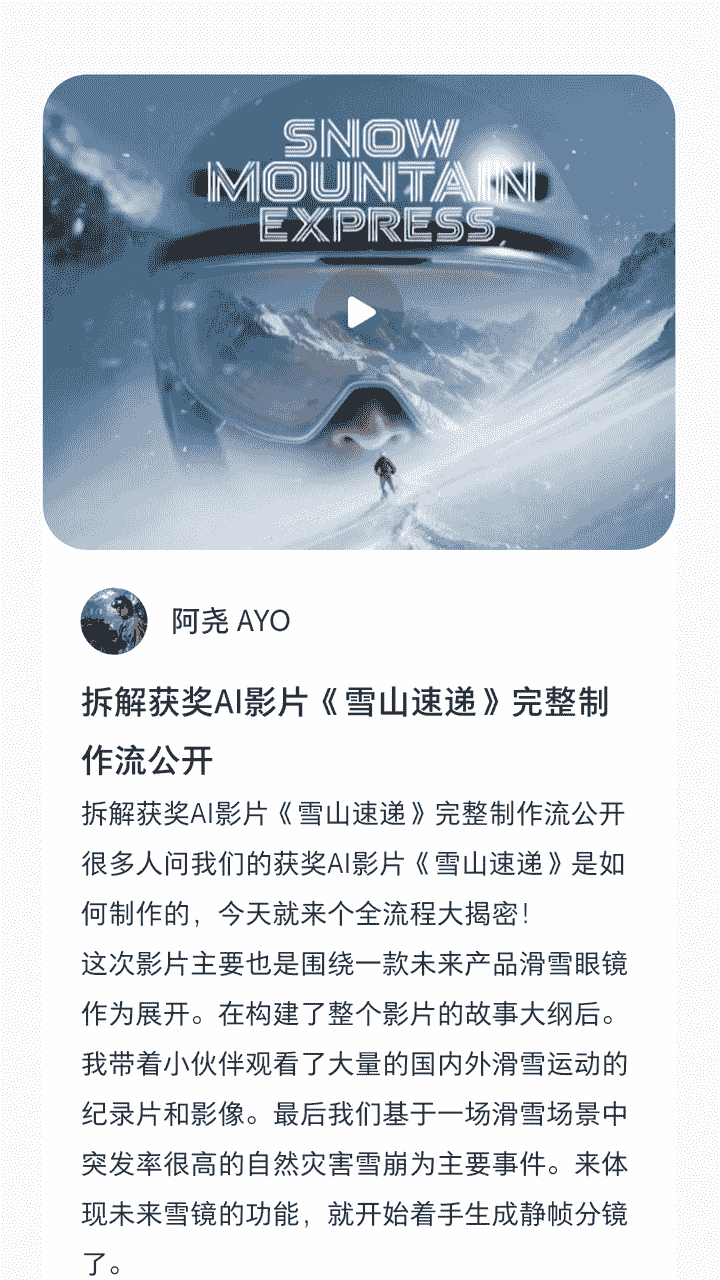 SNOW
MOUNTAIN
EXPRESS
阿尧 AYO
拆解获奖AI影片《雪山速递》完整制
作流公开
拆解获奖AI影片《雪山速递》完整制作流公开
很多人问我们的获奖AI影片《雪山速递》是如
何制作的，今天就来个全流程大揭密！
这次影片主要也是围绕一款未来产品滑雪眼镜
作为展开。在构建了整个影片的故事大纲后。
我带着小伙伴观看了大量的国内外滑雪运动的
纪录片和影像。最后我们基于一场滑雪场景中
突发率很高的自然灾害雪崩为主要事件。来体
现未来雪镜的功能，就开始着手生成静帧分镜
了。